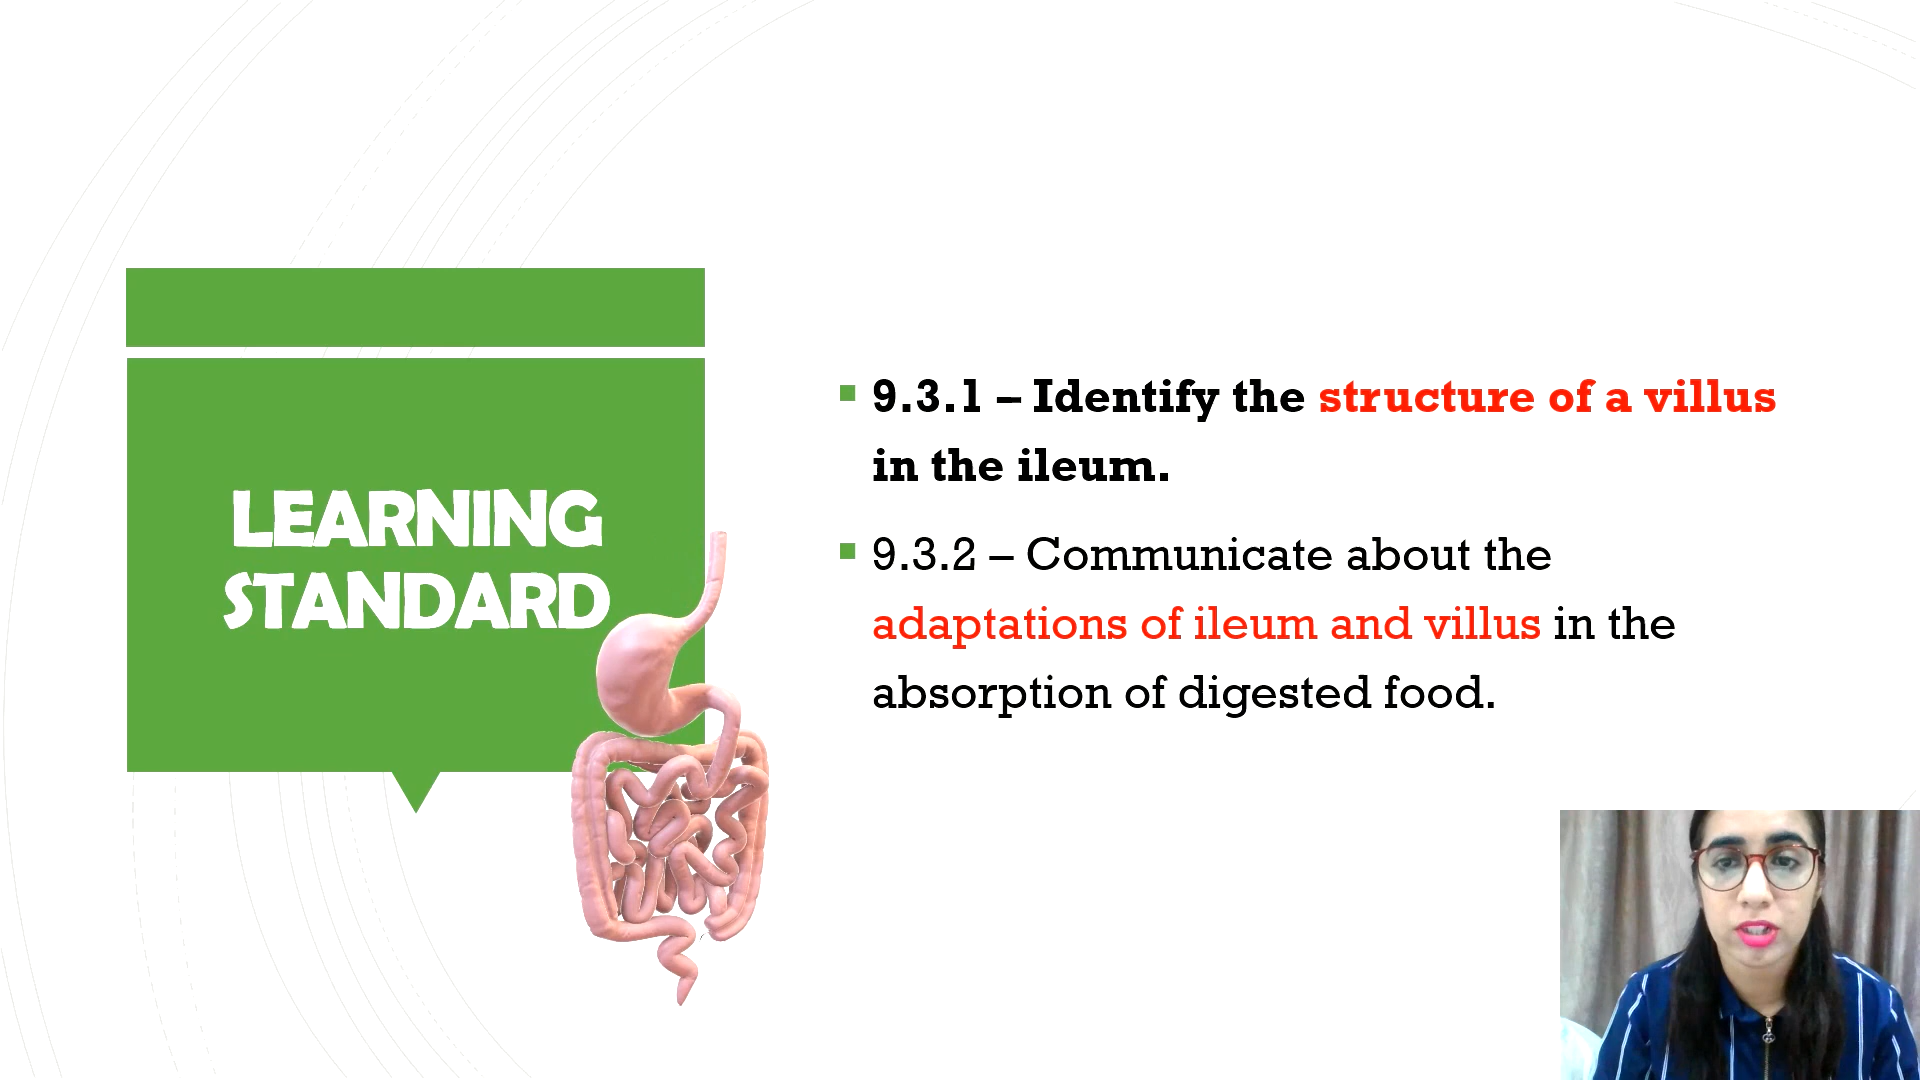 LEARNING
STANDARD
9.3.1 – Identify the structure of a villus
in the ileum.
9.3.2 – Communicate about the
adaptations of ileum and villus in the
absorption of digested food.